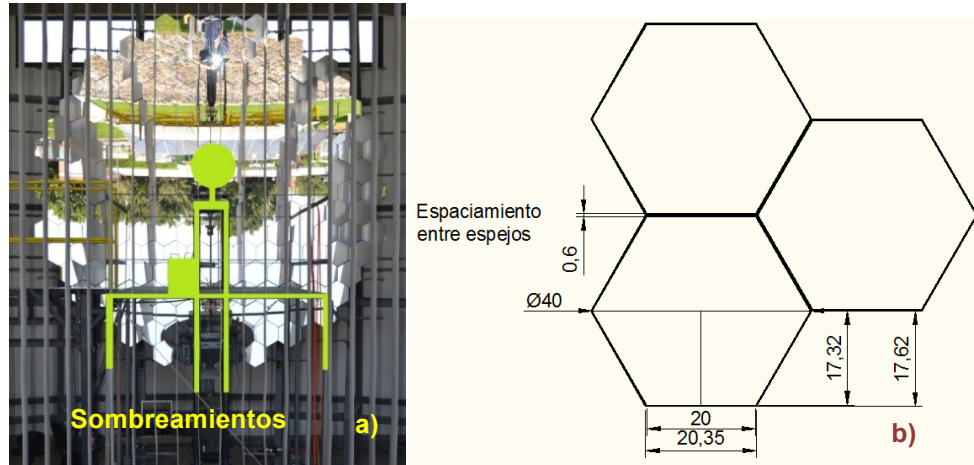 Sombreamientos
a)
Espaciamiento
entre espejos
0,6
Ø40
17,32
17,62
20
20,35
b)